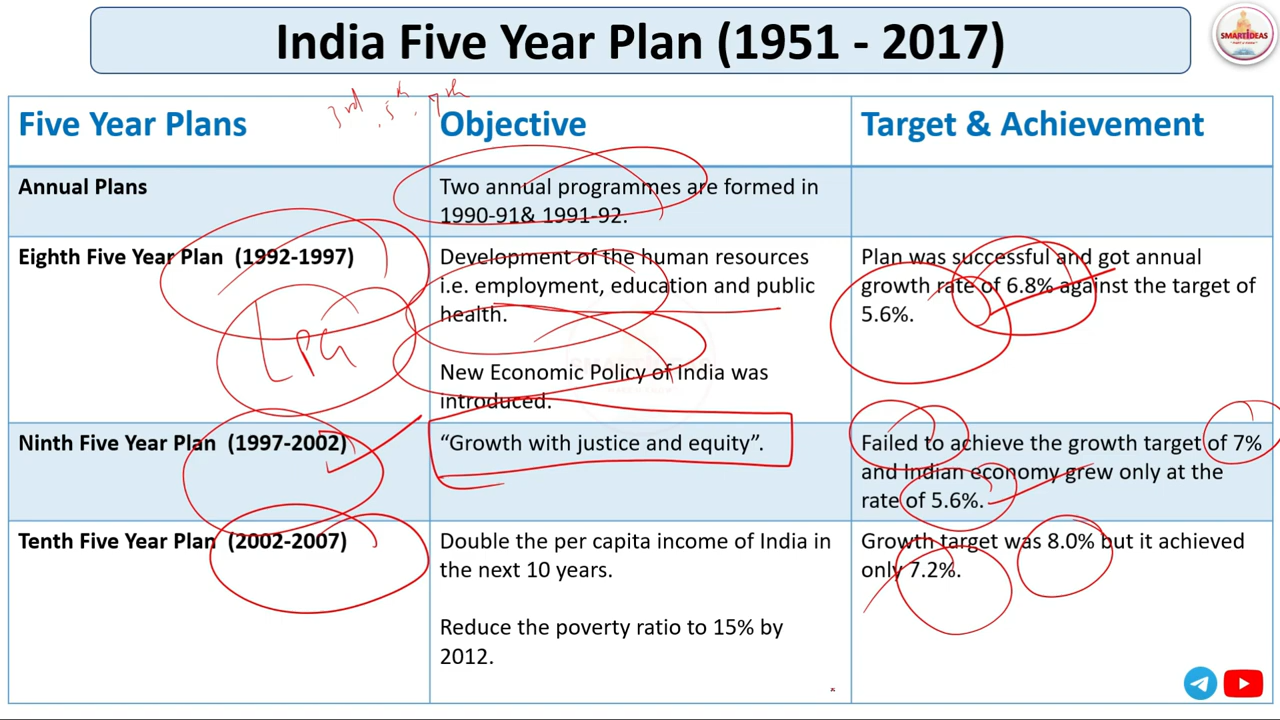 India Five Year Plan (1951 - 2017)
SMARTIDEAS
3rd, 5th, 7th
Five Year Plans
Objective
Target & Achievement
Annual Plans
Two annual programmes are formed in
1990-91& 1991-92.
Eighth Five Year Plan (1992-1997)
Development of the human resources
i.e. employment, education and public
health.
New Economic Policy of India was
introduced.
Plan was successful and got annual
growth rate of 6.8% against the target of
5.6%.
LPG
Ninth Five Year Plan (1997-2002)
“Growth with justice and equity”.
Failed to achieve the growth target of 7%
and Indian economy grew only at the
rate of 5.6%.
Tenth Five Year Plan (2002-2007)
Double the per capita income of India in
the next 10 years.
Reduce the poverty ratio to 15% by
2012.
Growth target was 8.0% but it achieved
only 7.2%.